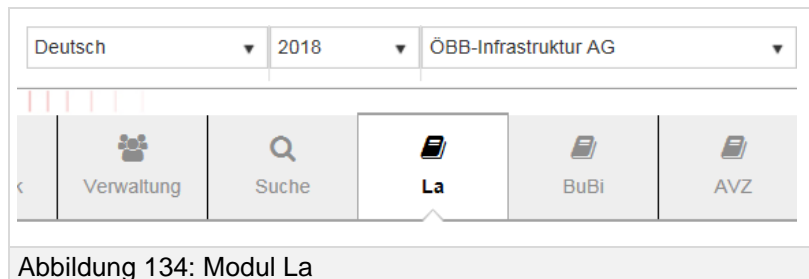 Deutsch 2018 ÖBB-Infrastruktur AG
Verwaltung Suche La BuBi AVZ
Abbildung 134: Modul La